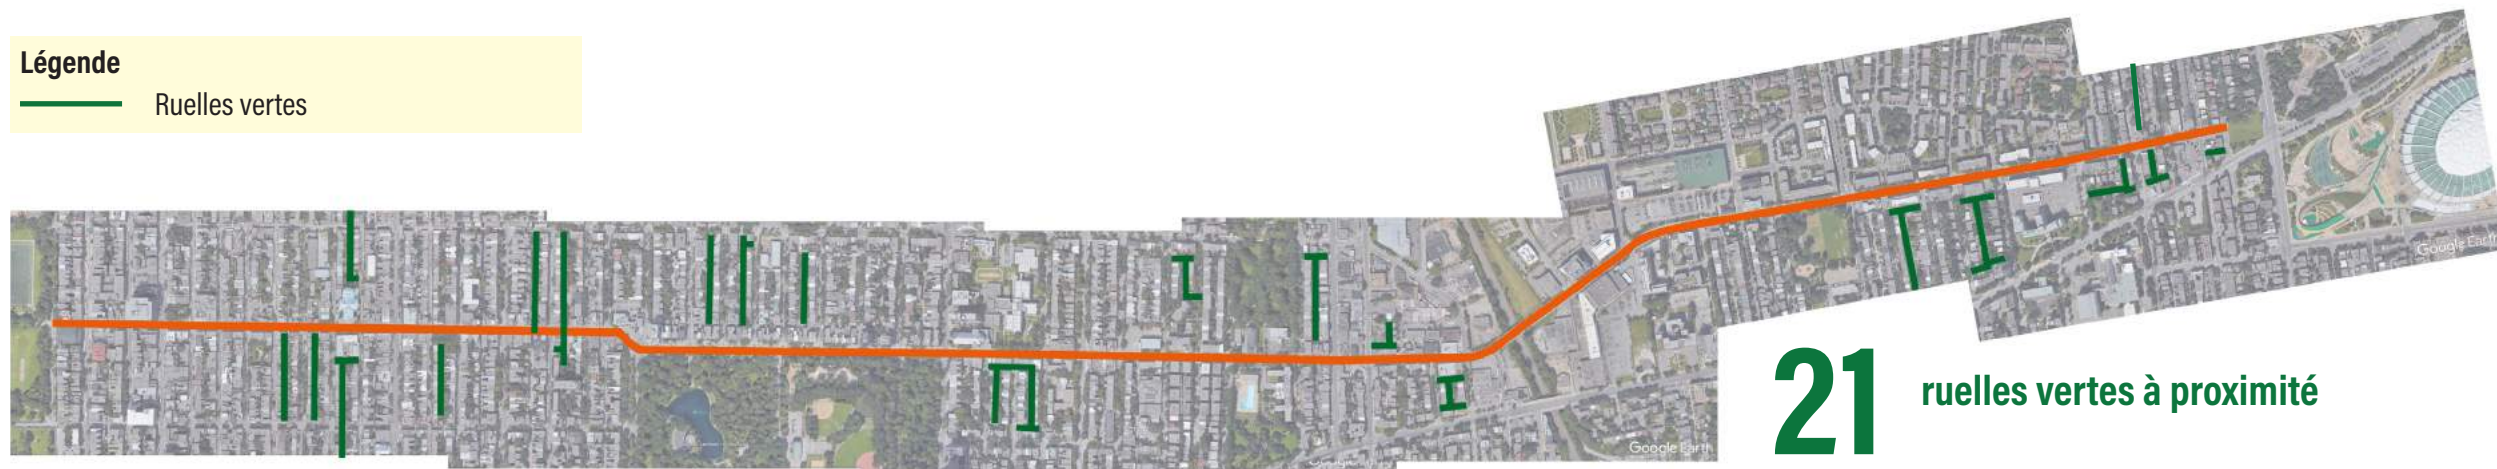 Légende
Ruelles vertes
Google Earth
Google Earth
21
ruelles vertes à proximité